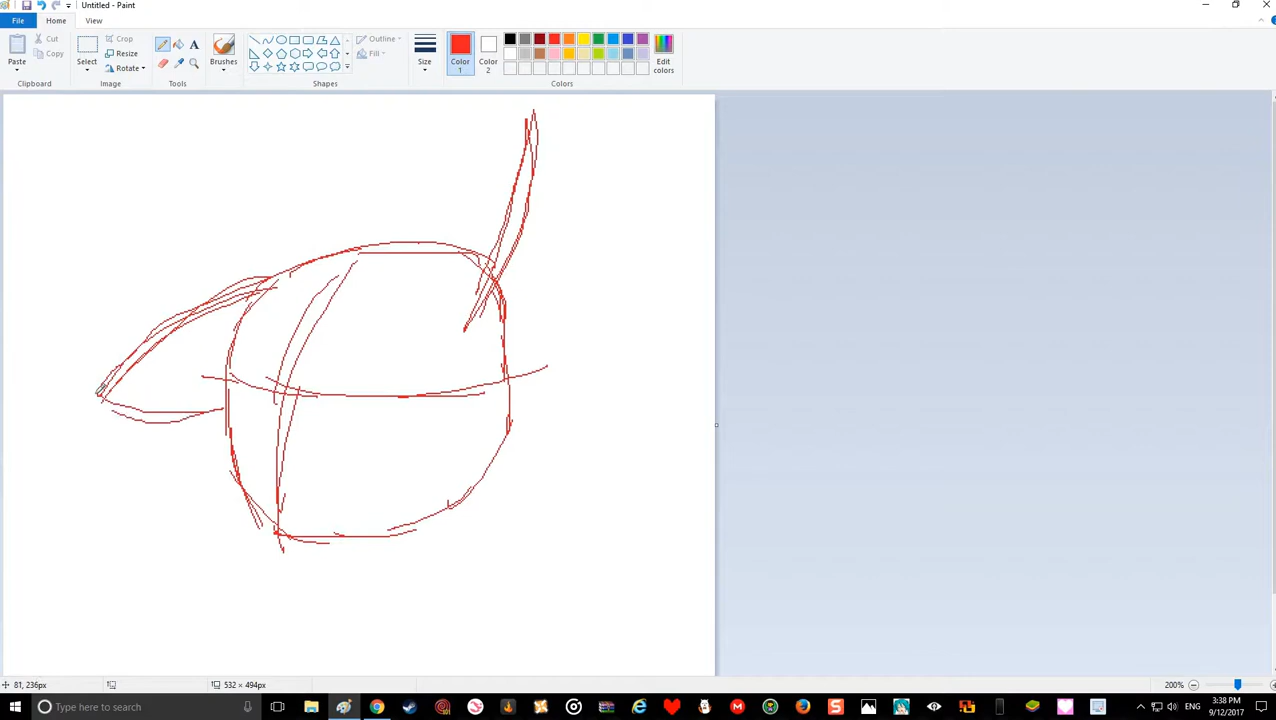 Untitled - Paint
File Home View
Paste
Cut
Copy
Clipboard
Select
Crop
Resize
Rotate
Image
A
Tools
Brushes
Outline
Fill
Shapes
Size
Color 1
Color 2
Edit colors
Colors
81, 236px
532 × 494px
200%
Type here to search
ENG
3:38 PM
9/12/2017